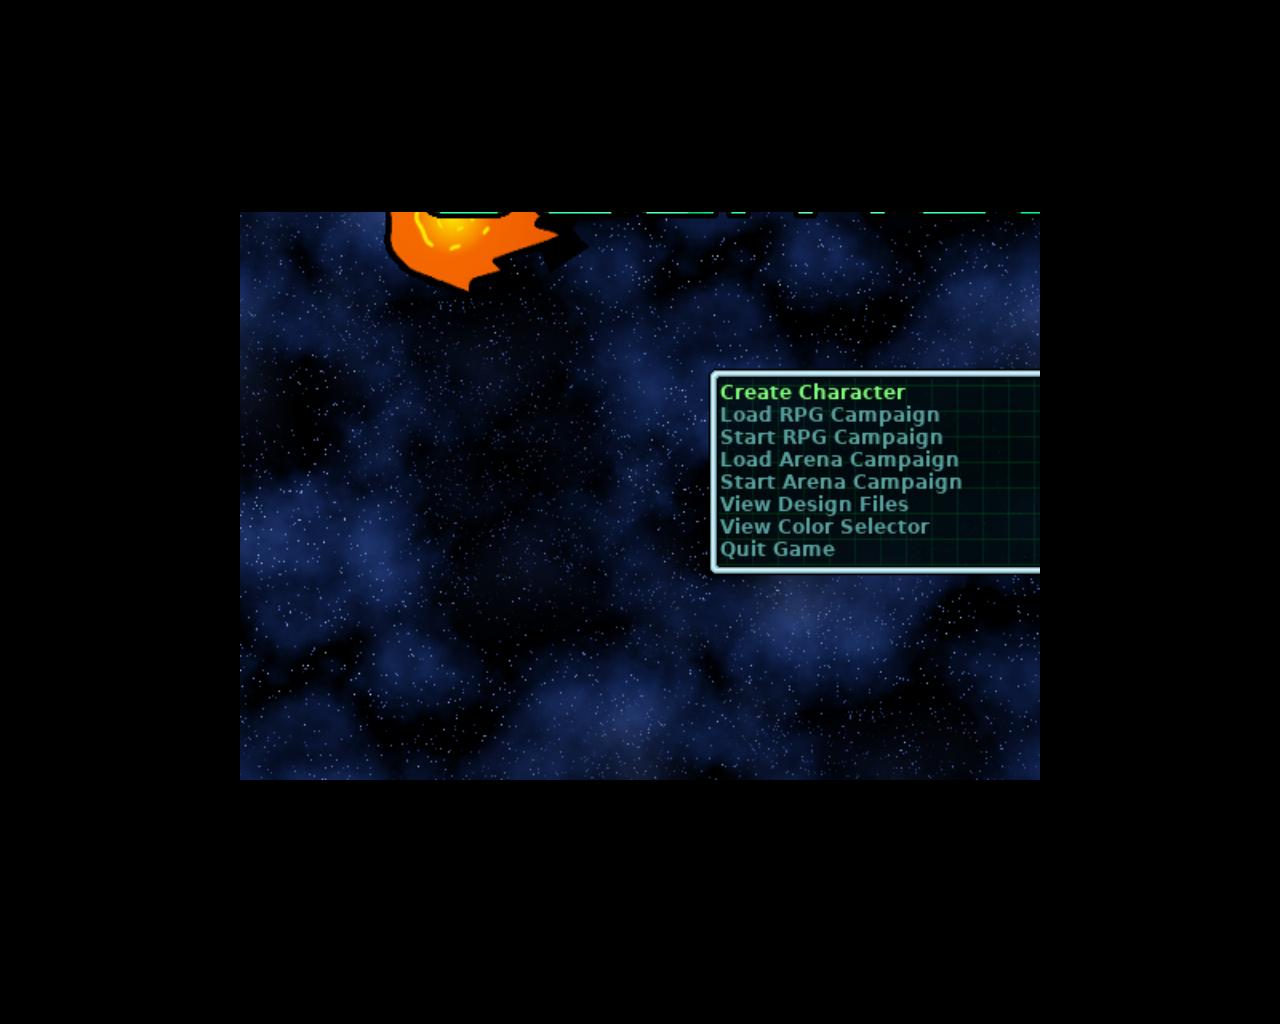 Create Character
Load RPG Campaign
Start RPG Campaign
Load Arena Campaign
Start Arena Campaign
View Design Files
View Color Selector
Quit Game